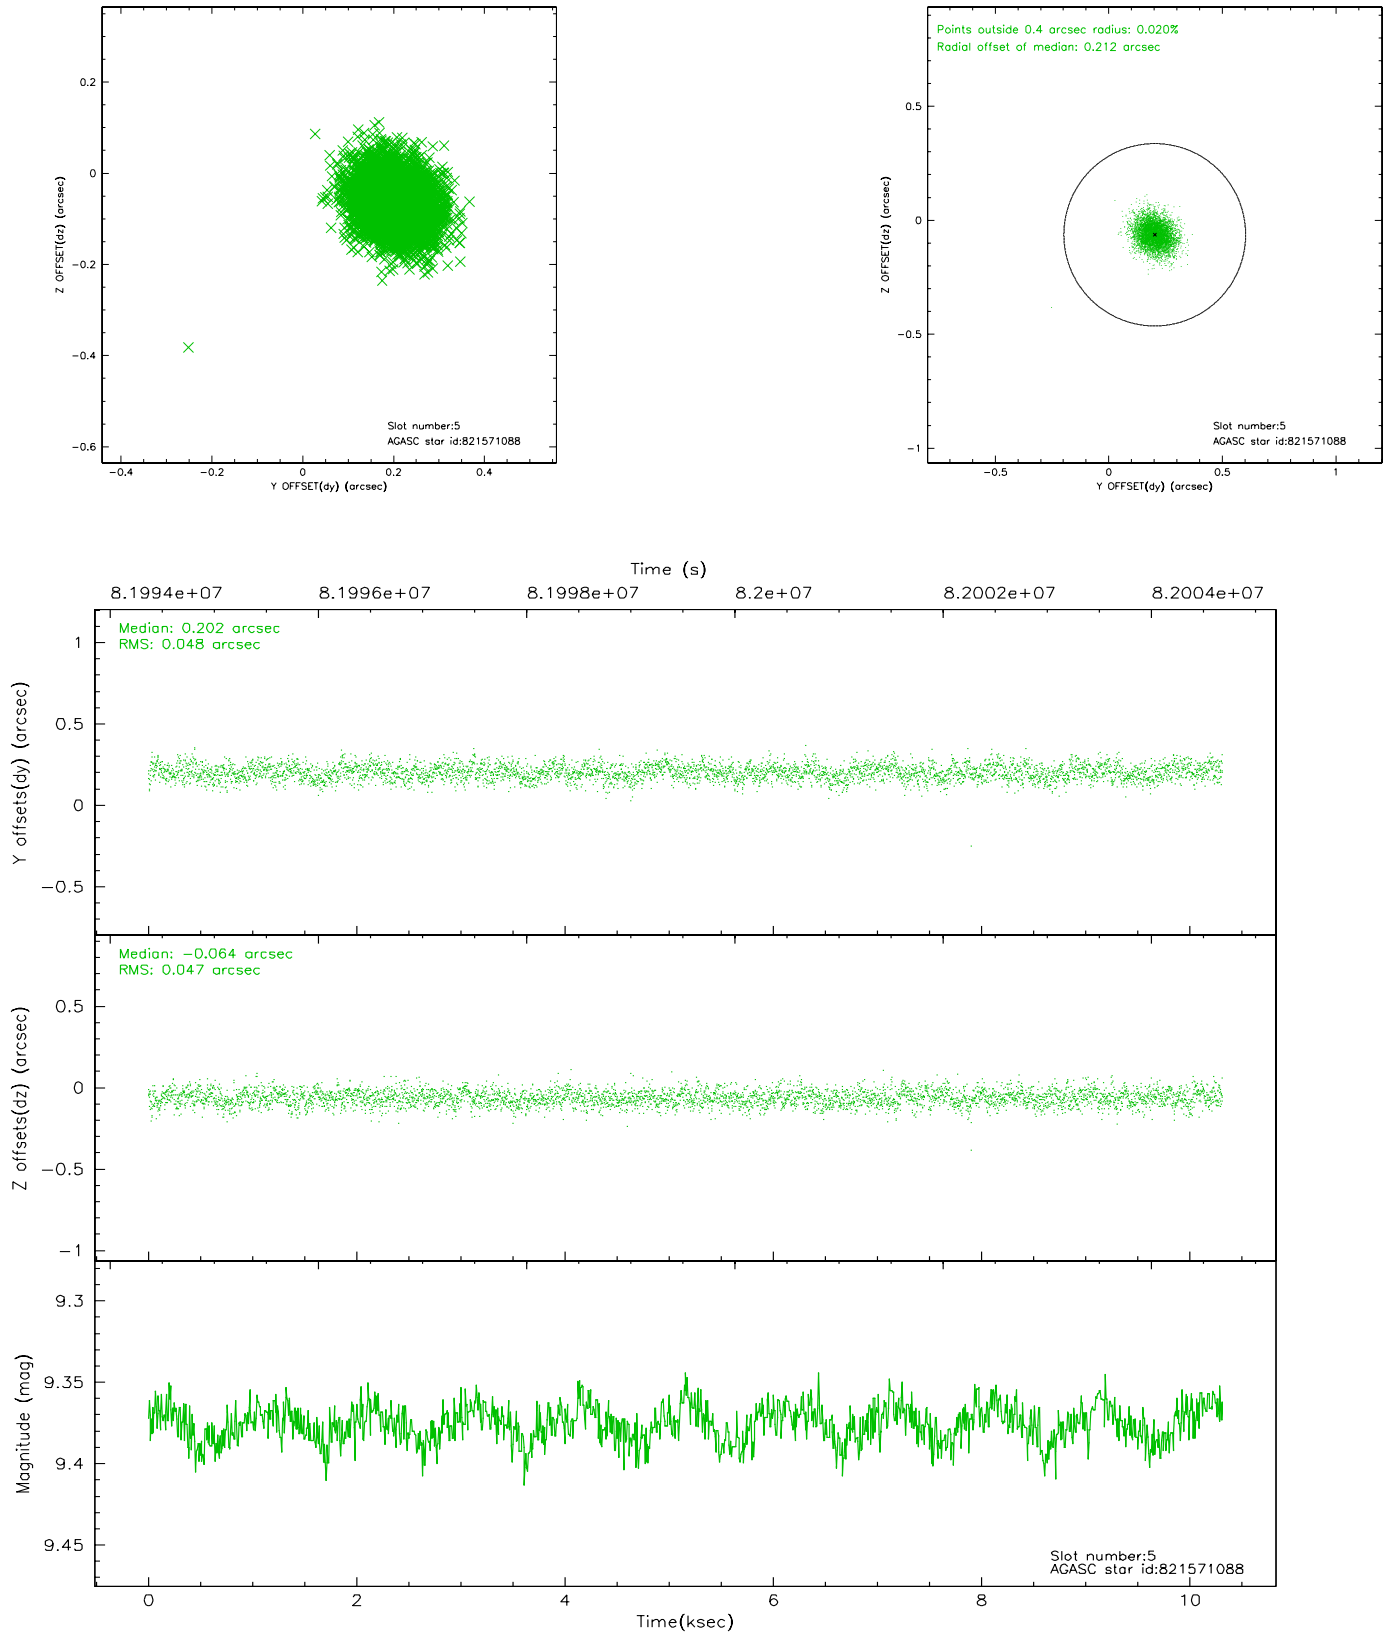 0.2
0
−0.2
−0.4
−0.6
−0.4
−0.2
0
0.2
0.4
Z OFFSET(dz) (arcsec)
Y OFFSET(dy) (arcsec)
Slot number:5
AGASC star id:821571088
Points outside 0.4 arcsec radius: 0.020%
Radial offset of median: 0.212 arcsec
0.5
0
−0.5
−1
−0.5
0
0.5
1
Z OFFSET(dz) (arcsec)
Y OFFSET(dy) (arcsec)
Slot number:5
AGASC star id:821571088
Time (s)
8.1994e+07 8.1996e+07 8.1998e+07 8.2e+07 8.2002e+07 8.2004e+07
Median: 0.202 arcsec
RMS: 0.048 arcsec
1
0.5
0
−0.5
Y offsets(dy) (arcsec)
Median: −0.064 arcsec
RMS: 0.047 arcsec
0.5
0
−0.5
−1
Z offsets(dz) (arcsec)
9.3
9.35
9.4
9.45
Magnitude (mag)
Slot number:5
AGASC star id:821571088
0 2 4 6 8 10
Time(ksec)